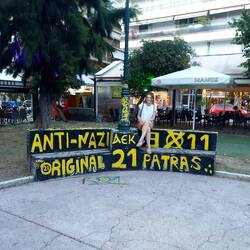 ANTI-NAZI AEK 11
ORIGINAL 21 PATRAS..